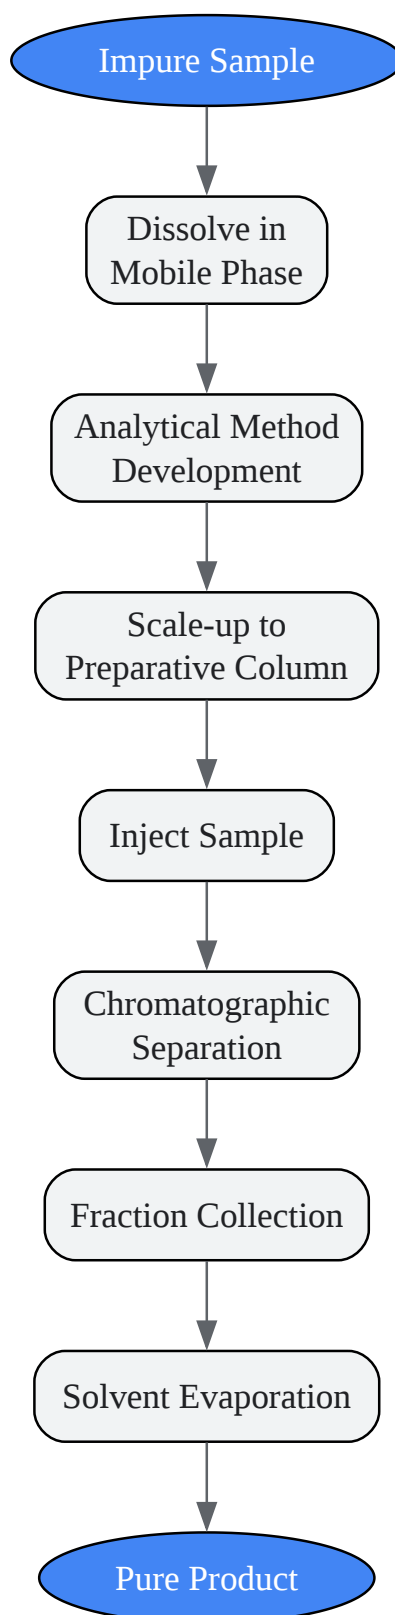 Impure Sample
Dissolve in
Mobile Phase
Analytical Method
Development
Scale-up to
Preparative Column
Inject Sample
Chromatographic
Separation
Fraction Collection
Solvent Evaporation
Pure Product